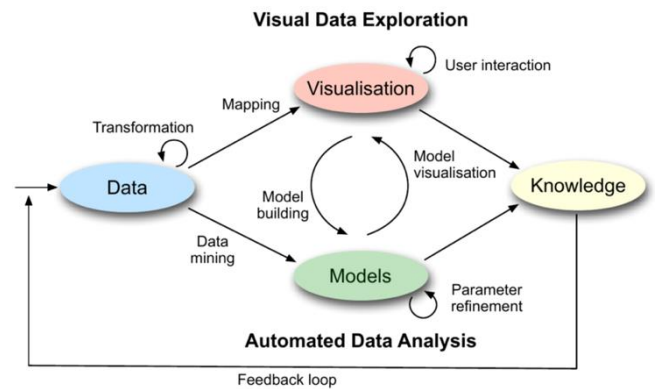 Visual Data Exploration
User interaction
Visualisation
Mapping
Transformation
Data
Model
building
Model
visualisation
Knowledge
Data
mining
Models
Parameter
refinement
Automated Data Analysis
Feedback loop